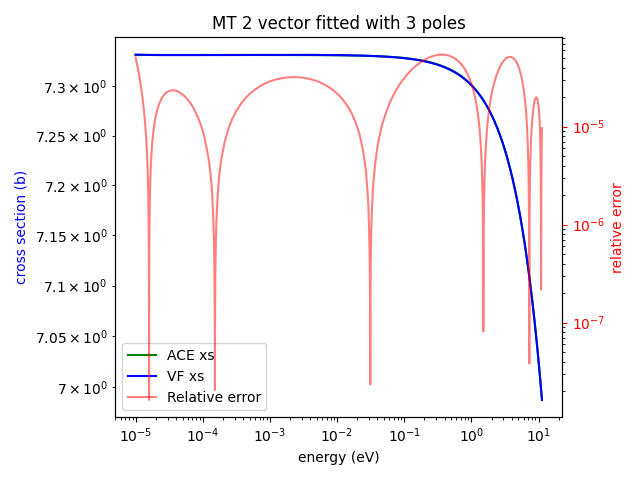 MT 2 vector fitted with 3 poles
cross section (b)
7.3 × 10⁰
7.25 × 10⁰
7.2 × 10⁰
7.15 × 10⁰
7.1 × 10⁰
7.05 × 10⁰
7 × 10⁰
10⁻⁵
10⁻⁶
10⁻⁷
relative error
ACE xs
VF xs
Relative error
10⁻⁵ 10⁻⁴ 10⁻³ 10⁻² 10⁻¹ 10⁰ 10¹
energy (eV)